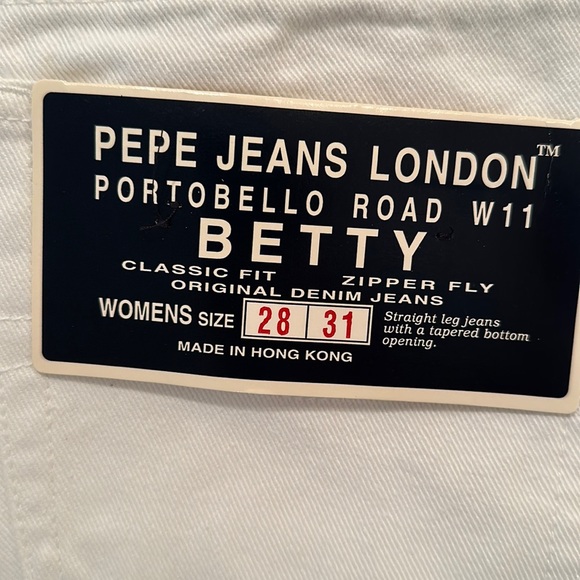 PEPE JEANS LONDON™
PORTOBELLO ROAD W11
BETTY
CLASSIC FIT ZIPPER FLY
ORIGINAL DENIM JEANS
WOMENS SIZE 28 31
Straight leg jeans
with a tapered bottom
opening.
MADE IN HONG KONG